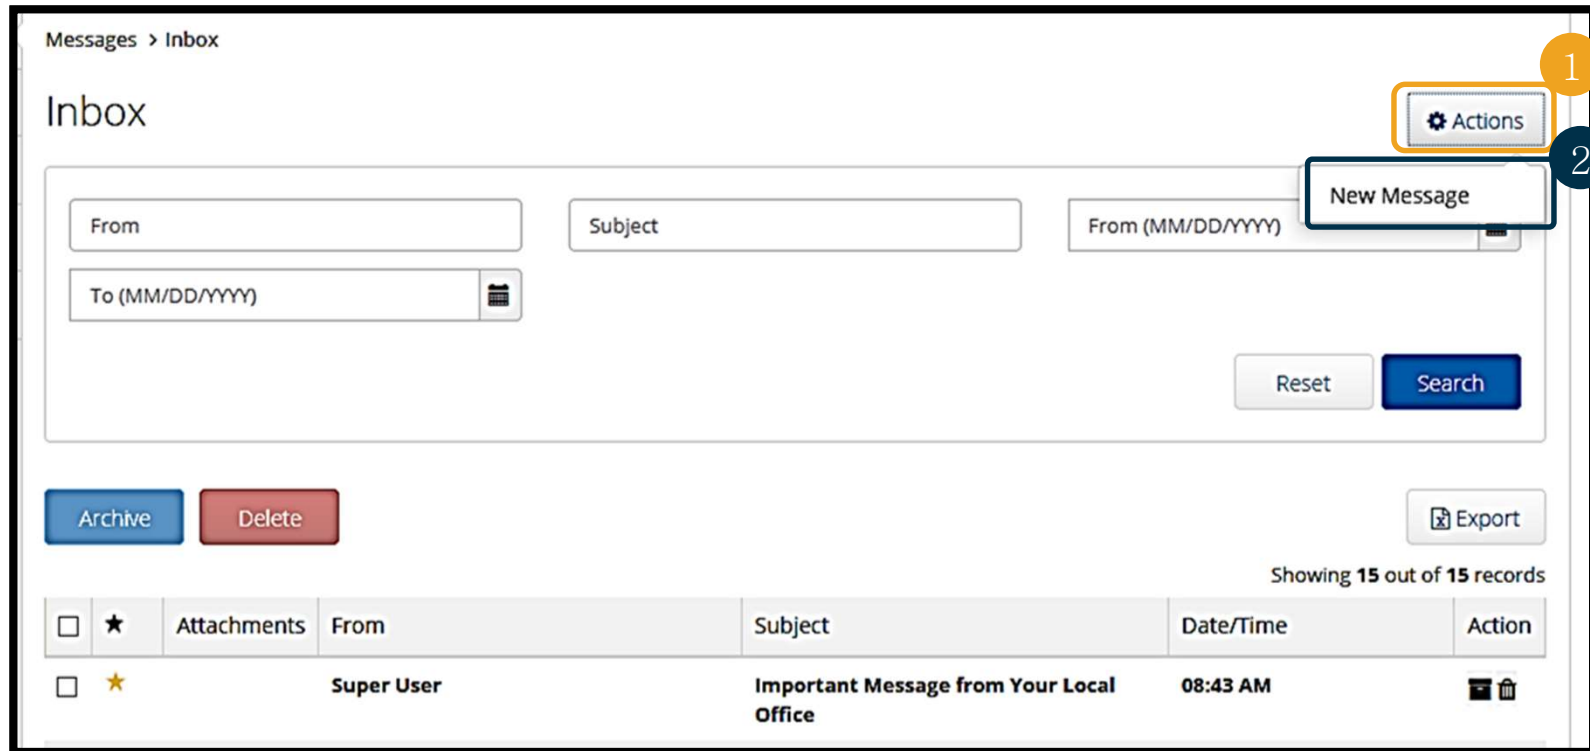 Messages > Inbox
1
Inbox
Actions
2
New Message
From
Subject
From (MM/DD/YYYY)
To (MM/DD/YYYY)
Reset
Search
Archive
Delete
Export
Showing 15 out of 15 records
Attachments From Subject Date/Time Action
Super User Important Message from Your Local 08:43 AM
Office